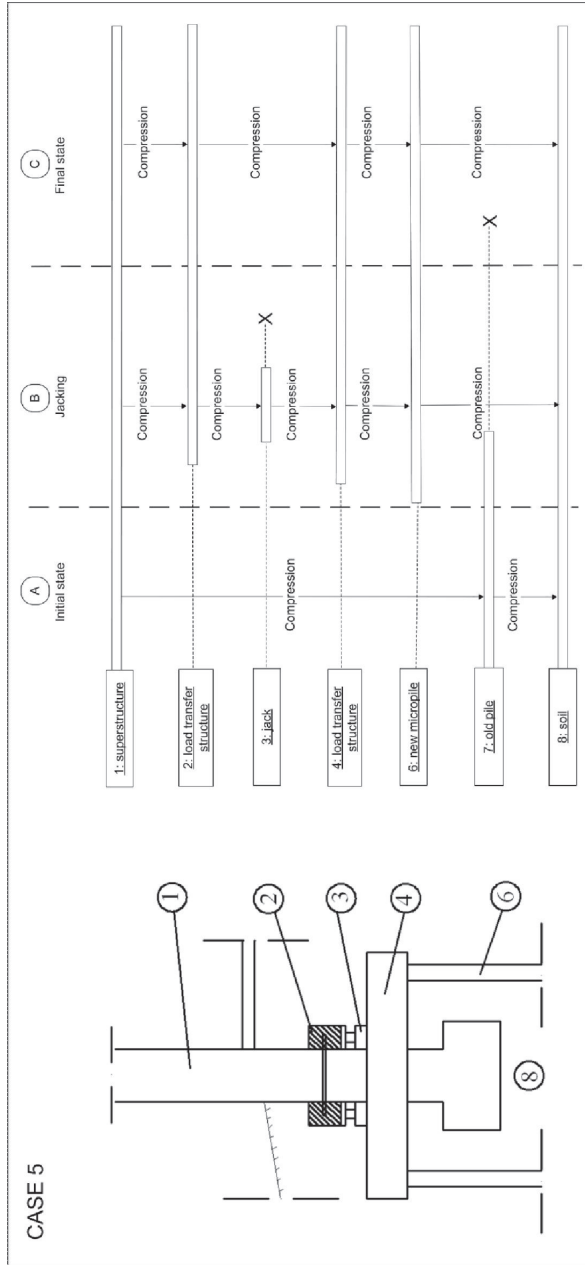 CASE 5
1
2
3
4
6
8
A
Initial state
B
Jacking
C
Final state
1: superstructure
2: load transfer
structure
3: jack
4: load transfer
structure
6: new micropile
7: old pile
8: soil
Compression
Compression
Compression
Compression
Compression
Compression
Compression
Compression
Compression
Compression
Compression
X
X